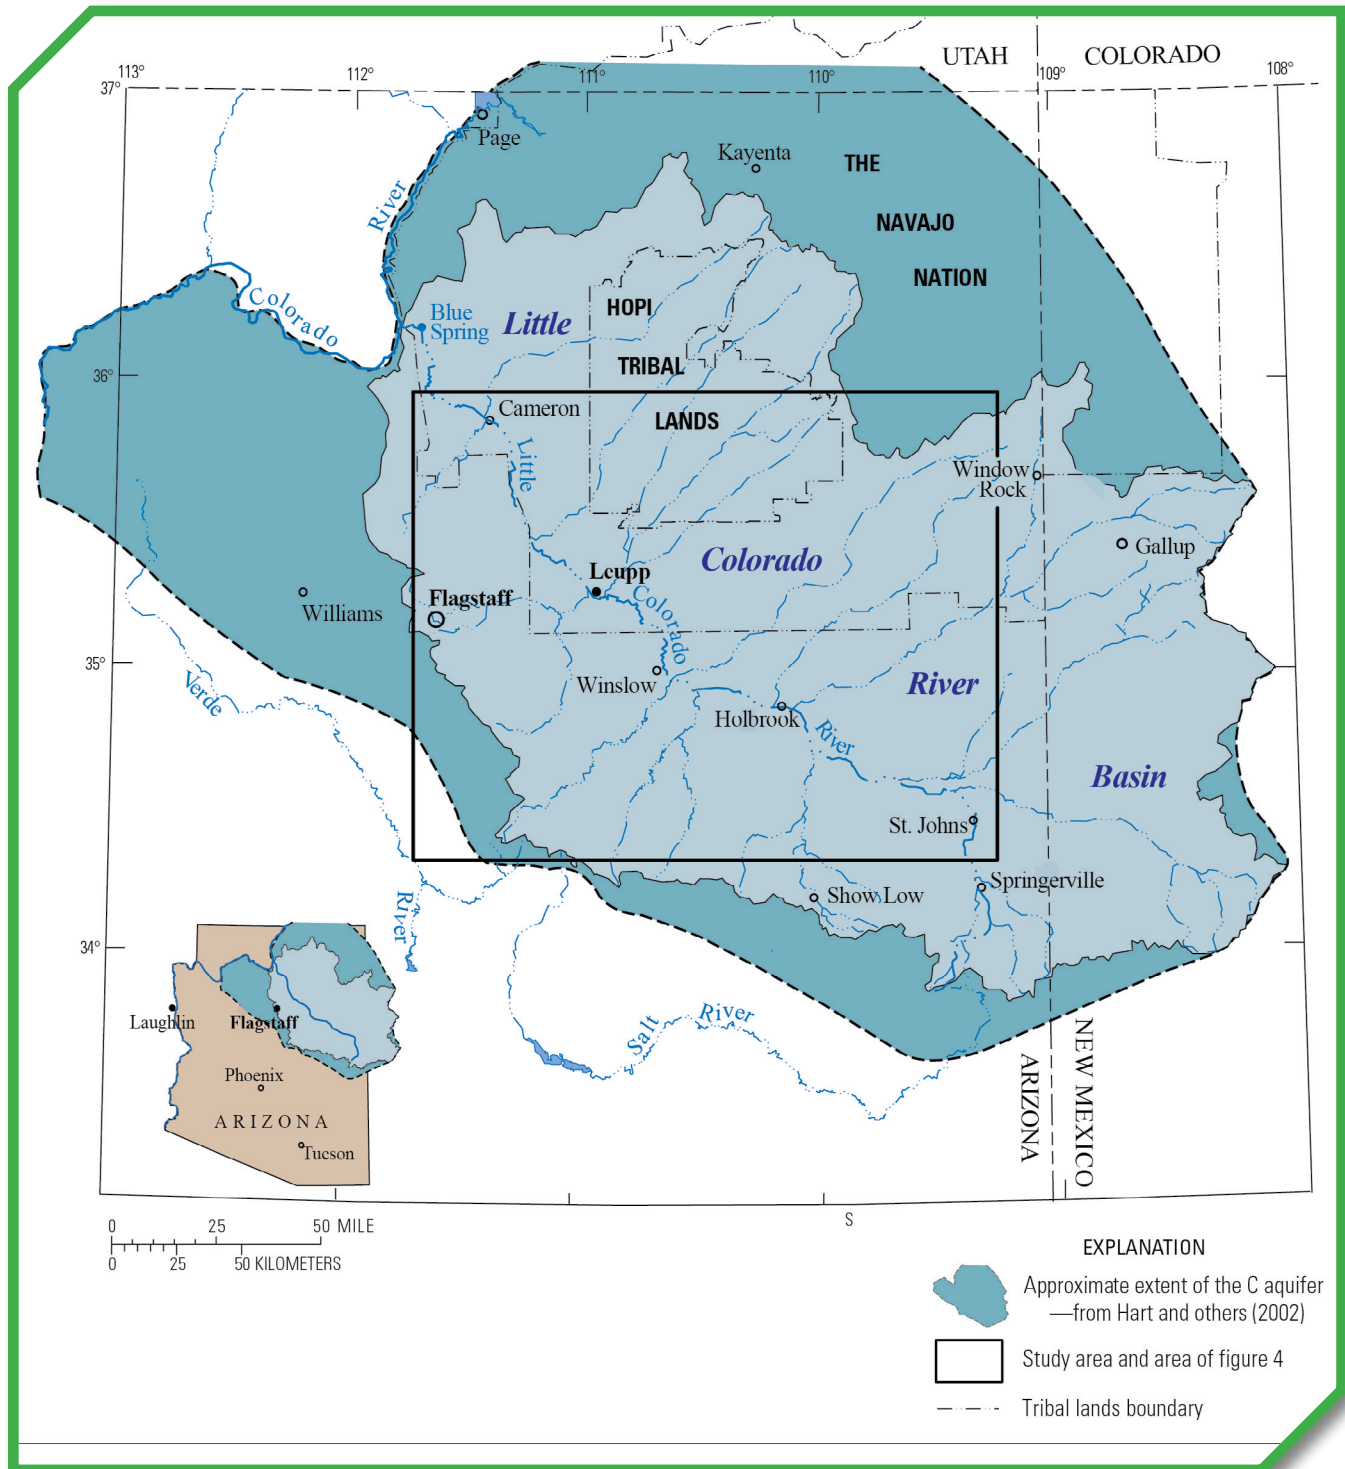 UTAH
COLORADO
113°
112°
111°
110°
109°
108°
37°
Page
Kayenta
THE
NAVAJO
NATION
River
Colorado
Blue
Spring
Little
HOPI
TRIBAL
LANDS
36°
Cameron
Little
Window
Rock
Colorado
Gallup
Leupp
Colorado
Flagstaff
Williams
35°
Verde
Winslow
River
Holbrook
River
Basin
St. Johns
Springerville
Show Low
River
34°
Salt
River
NEW MEXICO
ARIZONA
Laughlin
Flagstaff
Phoenix
ARIZONA
Tucson
0 25 50 MILE
0 25 50 KILOMETERS
S
EXPLANATION
Approximate extent of the C aquifer
—from Hart and others (2002)
Study area and area of figure 4
Tribal lands boundary